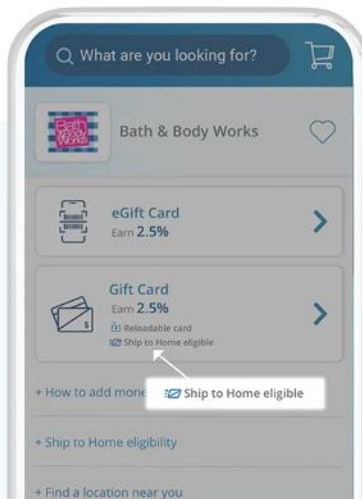 What are you looking for?
Bath & Body Works
Bath & Body Works
eGift Card
Earn 2.5%
Gift Card
Earn 2.5%
Reloadable card
Ship to Home eligible
+ How to add mone
Ship to Home eligible
+ Ship to Home eligibility
+ Find a location near you